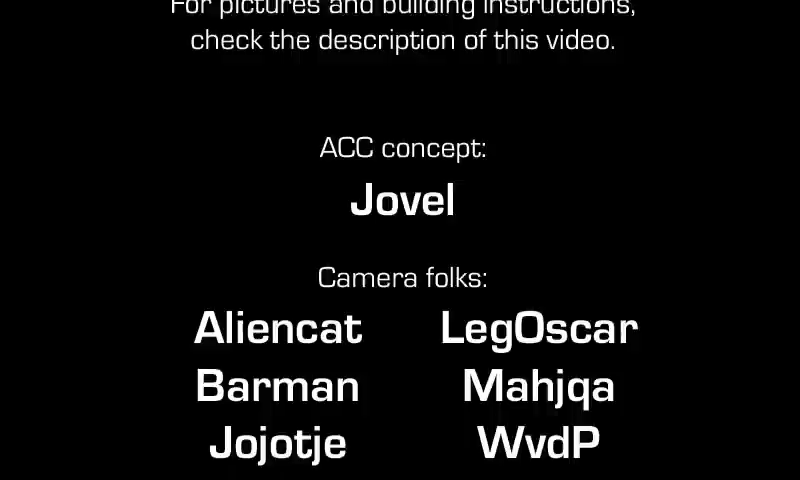 For pictures and building instructions,
check the description of this video.
ACC concept:
Jovel
Camera folks:
Aliencat LegOscar
Barman Mahjqa
Jojotje WvdP